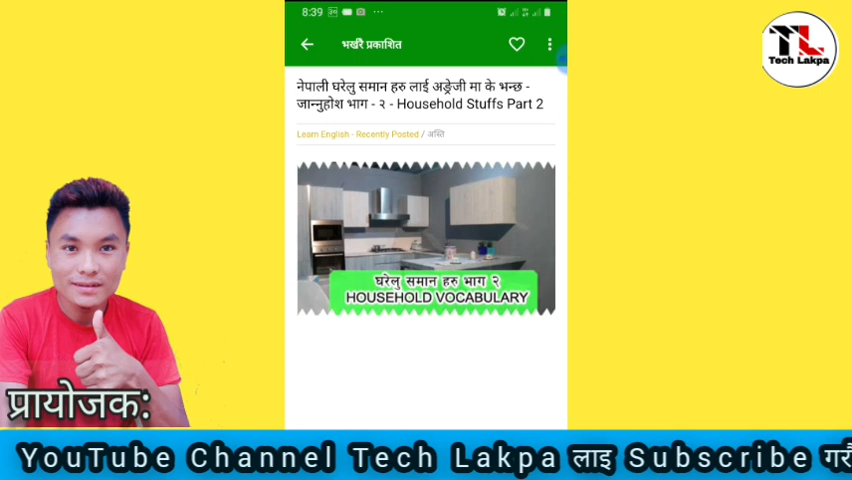 8:39
भर्खरै प्रकाशित
TL
Tech Lakpa
नेपाली घरेलु समान हरु लाई अङ्रेजी मा के भन्छ -
जान्नुहोश भाग - २ - Household Stuffs Part 2
Learn English - Recently Posted / अस्ति
घरेलु समान हरु भाग २
HOUSEHOLD VOCABULARY
प्रायोजक:
YouTube Channel Tech Lakpa लाइ Subscribe गरौ